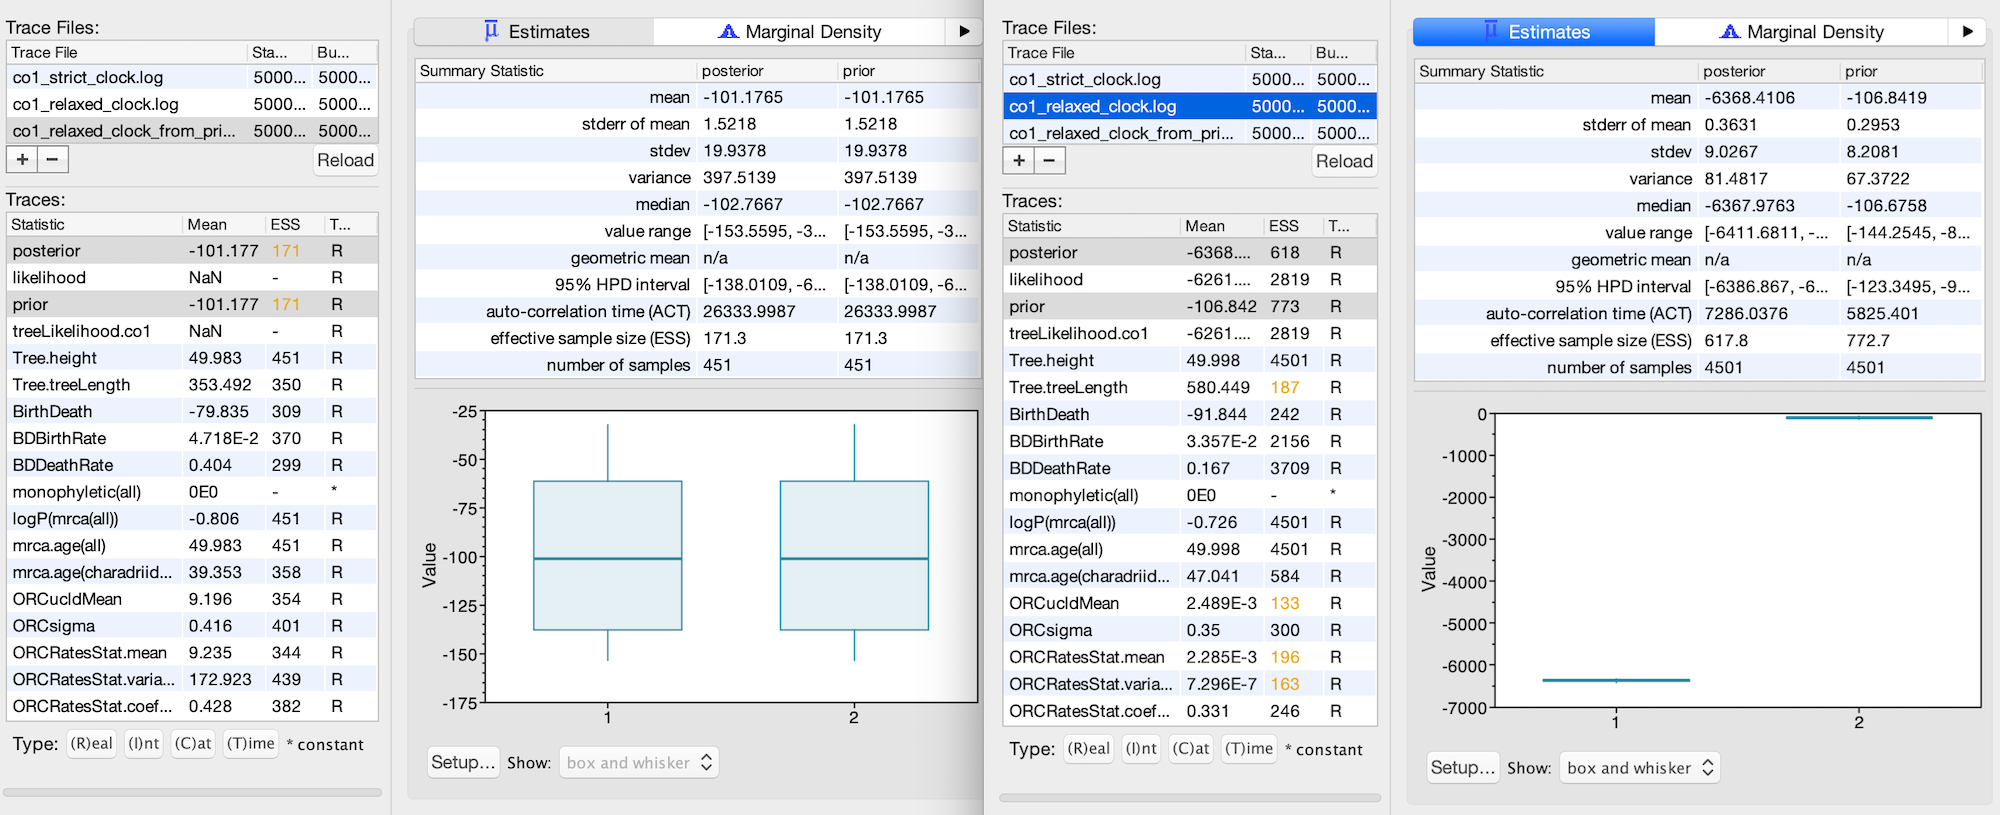 Trace Files:
Trace File Sta... Bu...
co1_strict_clock.log 5000... 5000...
co1_relaxed_clock.log 5000... 5000...
co1_relaxed_clock_from_pri... 5000... 5000...
+ − Reload
Traces:
Statistic Mean ESS T...
posterior -101.177 171 R
likelihood NaN - R
prior -101.177 171 R
treeLikelihood.co1 NaN - R
Tree.height 49.983 451 R
Tree.treeLength 353.492 350 R
BirthDeath -79.835 309 R
BDBirthRate 4.718E-2 370 R
BDDeathRate 0.404 299 R
monophyletic(all) 0E0 - *
logP(mrca(all)) -0.806 451 R
mrca.age(all) 49.983 451 R
mrca.age(charadriid... 39.353 358 R
ORCucldMean 9.196 354 R
ORCsigma 0.416 401 R
ORCRatesStat.mean 9.235 344 R
ORCRatesStat.varia... 172.923 439 R
ORCRatesStat.coef... 0.428 382 R
Type: (R)eal (I)nt (C)at (T)ime * constant
μ Estimates Marginal Density
Summary Statistic posterior prior
mean -101.1765 -101.1765
stderr of mean 1.5218 1.5218
stdev 19.9378 19.9378
variance 397.5139 397.5139
median -102.7667 -102.7667
value range [-153.5595, -3... [-153.5595, -3...
geometric mean n/a n/a
95% HPD interval [-138.0109, -6... [-138.0109, -6...
auto-correlation time (ACT) 26333.9987 26333.9987
effective sample size (ESS) 171.3 171.3
number of samples 451 451
-25
-50
-75
-100
-125
-150
-175
Value
1 2
Setup... Show: box and whisker
Trace Files:
Trace File Sta... Bu...
co1_strict_clock.log 5000... 5000...
co1_relaxed_clock.log 5000... 5000...
co1_relaxed_clock_from_pri... 5000... 5000...
+ − Reload
Traces:
Statistic Mean ESS T...
posterior -6368.... 618 R
likelihood -6261.... 2819 R
prior -106.842 773 R
treeLikelihood.co1 -6261.... 2819 R
Tree.height 49.998 4501 R
Tree.treeLength 580.449 187 R
BirthDeath -91.844 242 R
BDBirthRate 3.357E-2 2156 R
BDDeathRate 0.167 3709 R
monophyletic(all) 0E0 - *
logP(mrca(all)) -0.726 4501 R
mrca.age(all) 49.998 4501 R
mrca.age(charadriid... 47.041 584 R
ORCucldMean 2.489E-3 133 R
ORCsigma 0.35 300 R
ORCRatesStat.mean 2.285E-3 196 R
ORCRatesStat.varia... 7.296E-7 163 R
ORCRatesStat.coef... 0.331 246 R
Type: (R)eal (I)nt (C)at (T)ime * constant
μ Estimates Marginal Density
Summary Statistic posterior prior
mean -6368.4106 -106.8419
stderr of mean 0.3631 0.2953
stdev 9.0267 8.2081
variance 81.4817 67.3722
median -6367.9763 -106.6758
value range [-6411.6811, -... [-144.2545, -8...
geometric mean n/a n/a
95% HPD interval [-6386.867, -6... [-123.3495, -9...
auto-correlation time (ACT) 7286.0376 5825.401
effective sample size (ESS) 617.8 772.7
number of samples 4501 4501
0
-1000
-2000
-3000
-4000
-5000
-6000
-7000
Value
1 2
Setup... Show: box and whisker